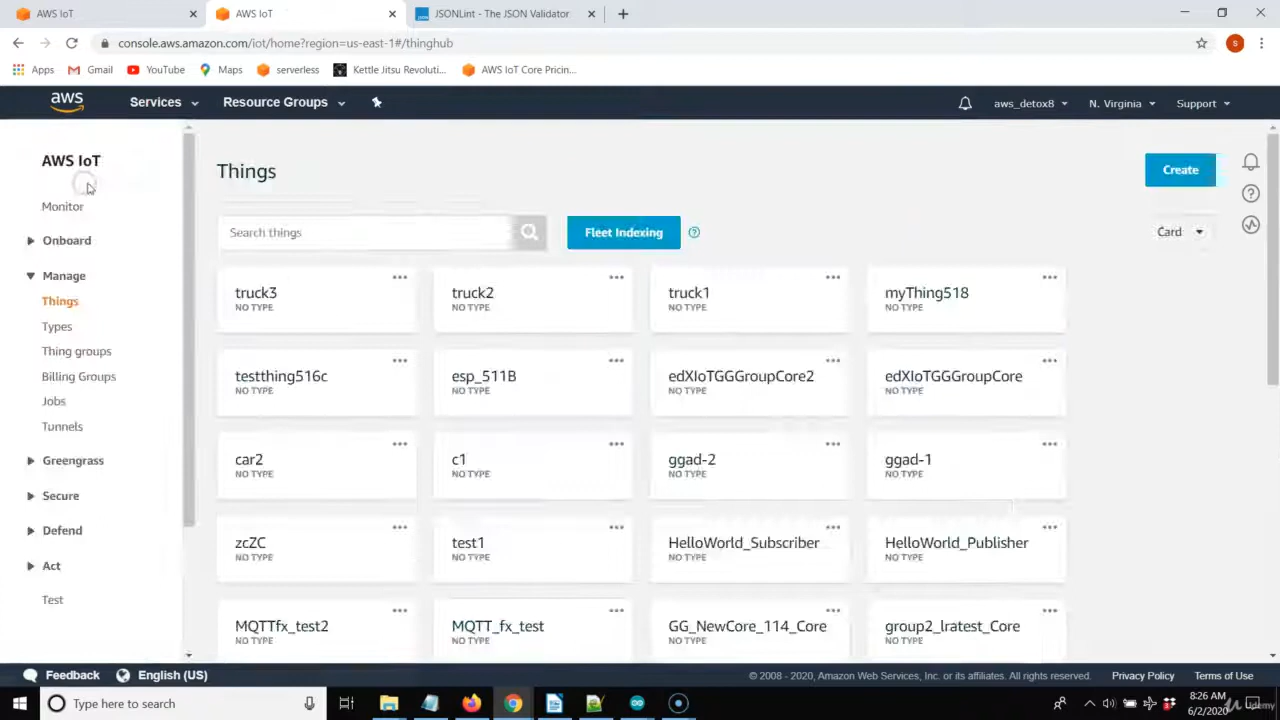 AWS IoT
AWS IoT
JSONLint - The JSON Validator
console.aws.amazon.com/iot/home?region=us-east-1#/thinghub
S
Apps
Gmail
YouTube
Maps
serverless
Kettle Jitsu Revoluti...
AWS IoT Core Pricin...
aws
Services
Resource Groups
aws_detox8
N. Virginia
Support
AWS IoT
Monitor
Onboard
Manage
Things
Types
Thing groups
Billing Groups
Jobs
Tunnels
Greengrass
Secure
Defend
Act
Test
Things
Create
Search things
Fleet Indexing
Card
truck3
NO TYPE
truck2
NO TYPE
truck1
NO TYPE
myThing518
NO TYPE
testthing516c
NO TYPE
esp_511B
NO TYPE
edXIoTGGGroupCore2
NO TYPE
edXIoTGGGroupCore
NO TYPE
car2
NO TYPE
c1
NO TYPE
ggad-2
NO TYPE
ggad-1
NO TYPE
zcZC
NO TYPE
test1
NO TYPE
HelloWorld_Subscriber
NO TYPE
HelloWorld_Publisher
NO TYPE
MQTTfx_test2
NO TYPE
MQTT_fx_test
NO TYPE
GG_NewCore_114_Core
NO TYPE
group2_lratest_Core
NO TYPE
Feedback
English (US)
© 2008 - 2020, Amazon Web Services, Inc. or its affiliates. All rights reserved.
Privacy Policy
Terms of Use
Type here to search
8:26 AM
6/2/2020
Udemy